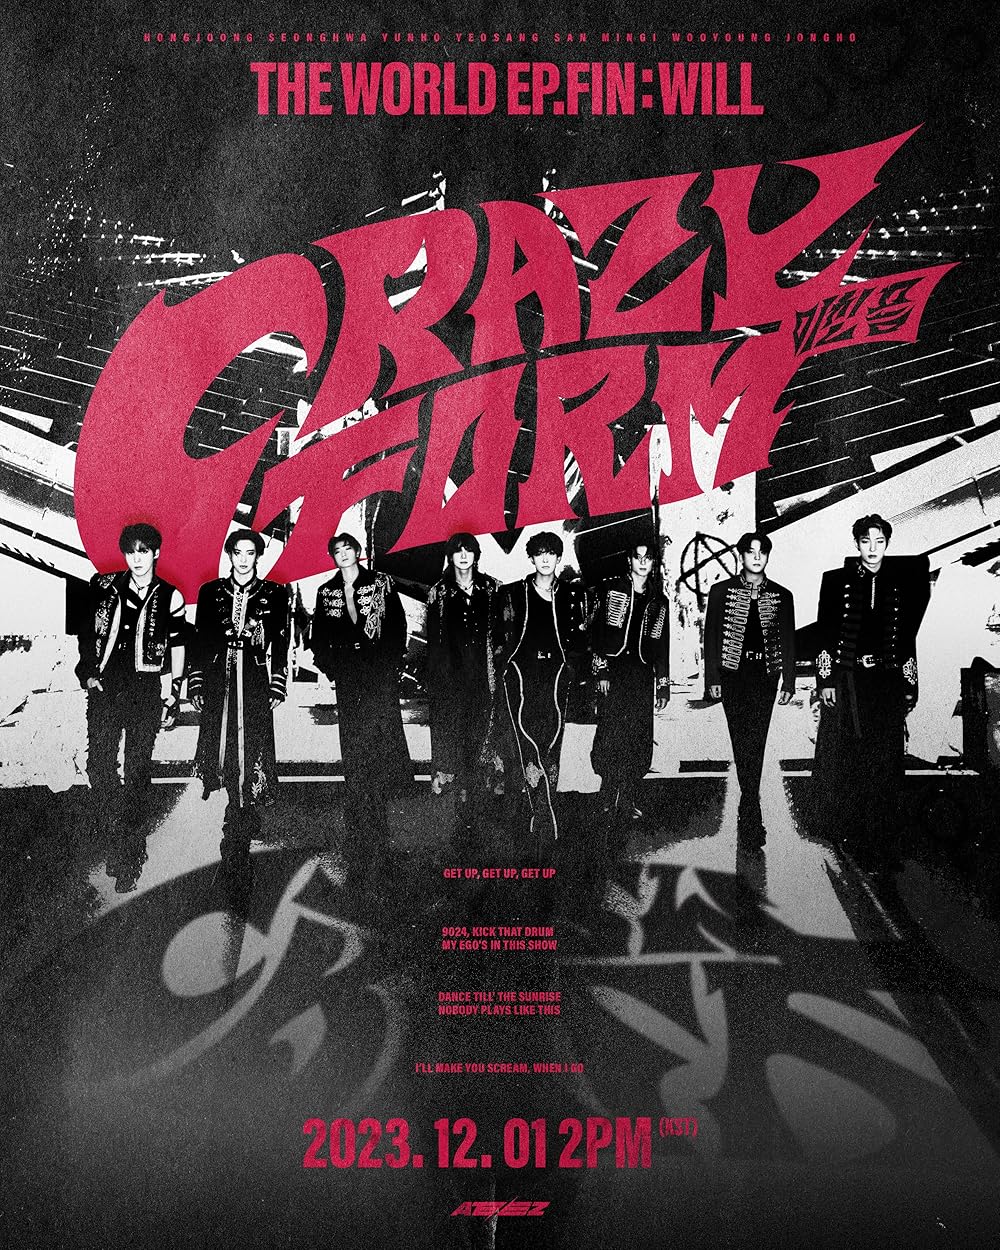 HONGJOONG SEONGHWA YUNHO YEOSANG SAN MINGI WOOYOUNG JONGHO
THE WORLD EP.FIN : WILL
CRAZY
FORM
미친 폼
GET UP, GET UP, GET UP
9024, KICK THAT DRUM
MY EGO'S IN THIS SHOW
DANCE TILL' THE SUNRISE
NOBODY PLAYS LIKE THIS
I'LL MAKE YOU SCREAM, WHEN I GO
2023. 12. 01 2PM (KST)
ATEEZ